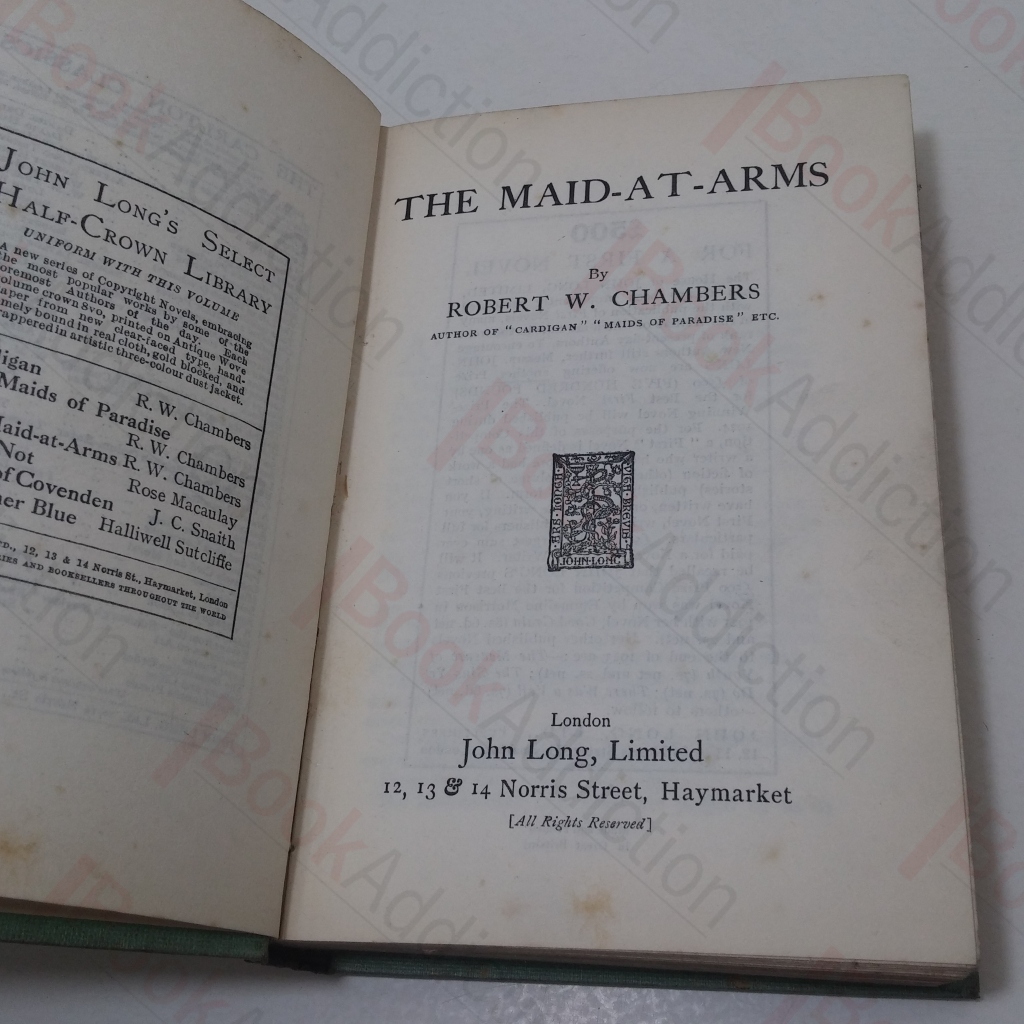 JOHN LONG'S SELECT
HALF-CROWN LIBRARY
UNIFORM WITH THIS VOLUME
A new series of Copyright Novels, embracing
the most popular works by some of the
foremost Authors of the day. Each
volume crown 8vo, printed on Antique Wove
paper from new clear-faced type, hand-
bound in real cloth, gold blocked, and
wrappered in artistic three-colour dust jacket.
R. W. Chambers
Maids of Paradise
R. W. Chambers
Maid-at-Arms R. W. Chambers
Not Rose Macaulay
of Covenden J. C. Snaith
Blue Halliwell Sutcliffe
12, 13 & 14 Norris St., Haymarket, London
AND BOOKSELLERS THROUGHOUT THE WORLD
THE MAID-AT-ARMS
By
ROBERT W. CHAMBERS
AUTHOR OF "CARDIGAN" "MAIDS OF PARADISE" ETC.
ARS LONGA VITA BREVIS
JOHN·LONG
London
John Long, Limited
12, 13 & 14 Norris Street, Haymarket
[All Rights Reserved]
BookAddiction